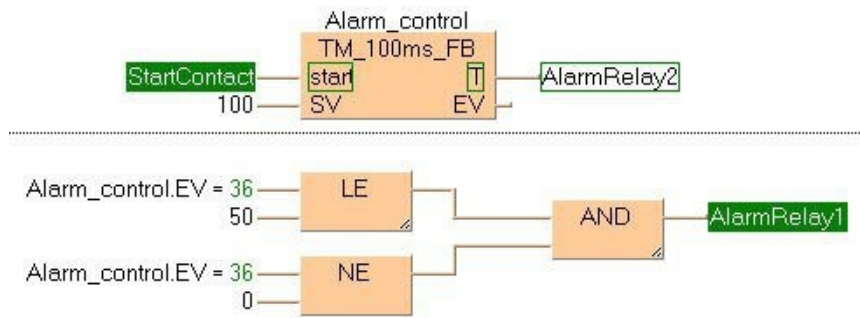 Alarm_control
TM_100ms_FB
StartContact start T AlarmRelay2
100 SV EV
Alarm_control.EV = 36 LE
50 AND AlarmRelay1
Alarm_control.EV = 36 NE
0